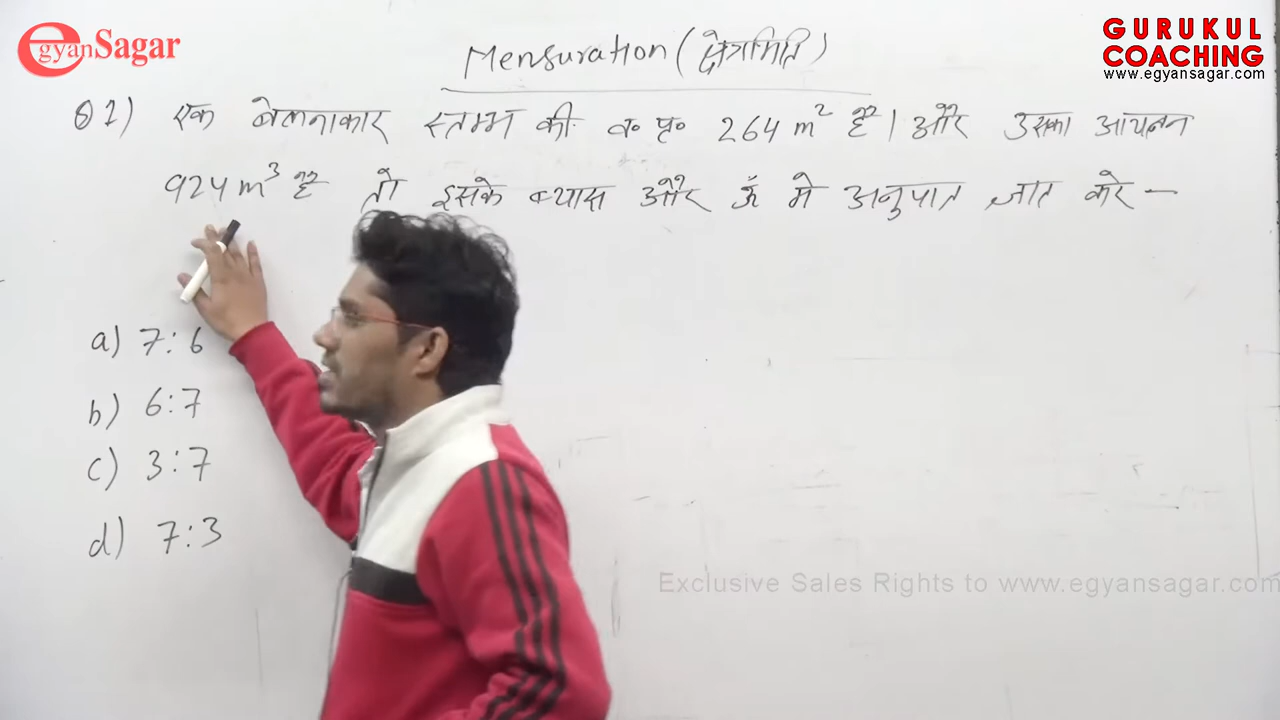 egyanSagar
GURUKUL
COACHING
www.egyansagar.com
Mensuration (क्षेत्रमिति)
Q1) एक बेलनाकार स्तम्भ की व० पृ० 264 m² है। और उसका आयतन
924 m³ है तो इसके व्यास और ऊँ मे अनुपात ज्ञात करे –
a) 7:6
b) 6:7
c) 3:7
d) 7:3
Exclusive Sales Rights to www.egyansagar.com